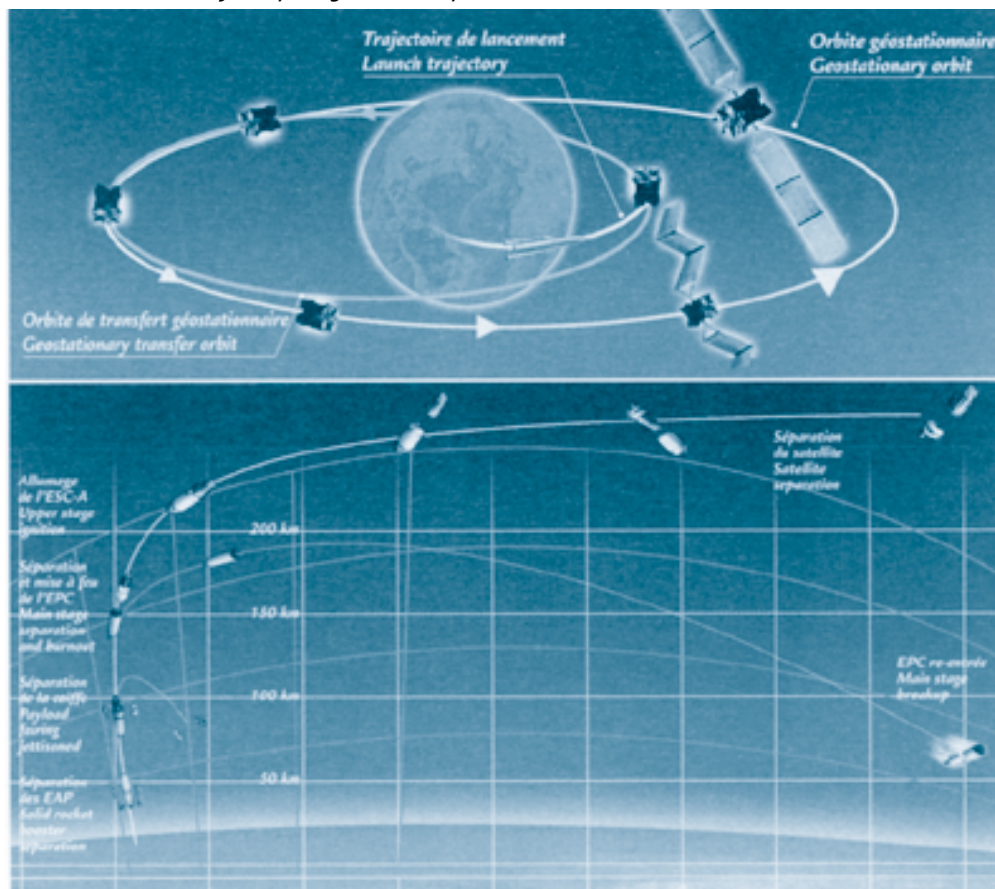 Trajectoire de lancement
Launch trajectory
Orbite géostationnaire
Geostationary orbit
Orbite de transfert géostationnaire
Geostationary transfer orbit
Séparation
du satellite
Satellite
separation
Allumage
de l'ESC-A
Upper stage
ignition
200 km
Séparation
et mise à feu
de l'EPC
Main stage
separation
and burnout
150 km
EPC re-entrée
Main stage
breakup
Séparation
de la coiffe
Payload
fairing
jettisoned
100 km
Séparation
des EAP
Solid rocket
booster
separation
50 km